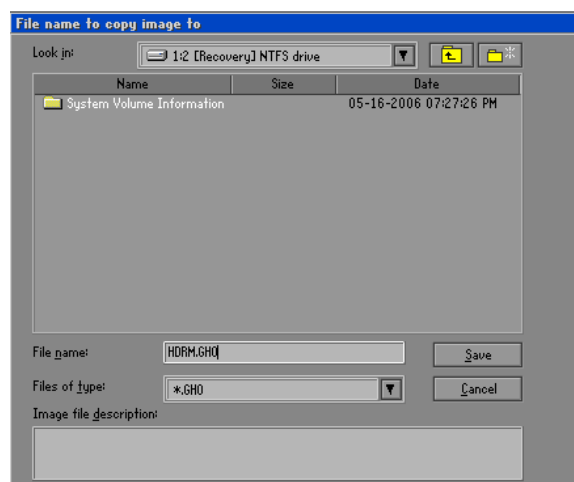 File name to copy image to
Look in: 1:2 [Recovery] NTFS drive
Name Size Date
System Volume Information 05-16-2006 07:27:26 PM
File name: HDRM.GHO Save
Files of type: *.GHO Cancel
Image file description: